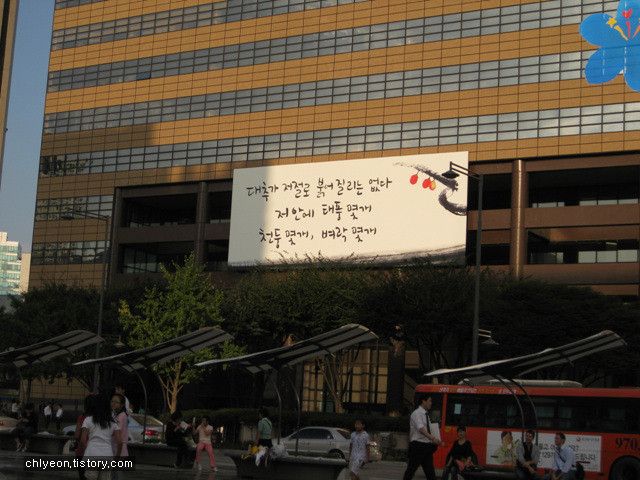 대추가 저절로 붉어질리는 없다
저 안에 태풍 몇개
천둥 몇개, 벼락 몇개
970
chlyeon.tistory.com